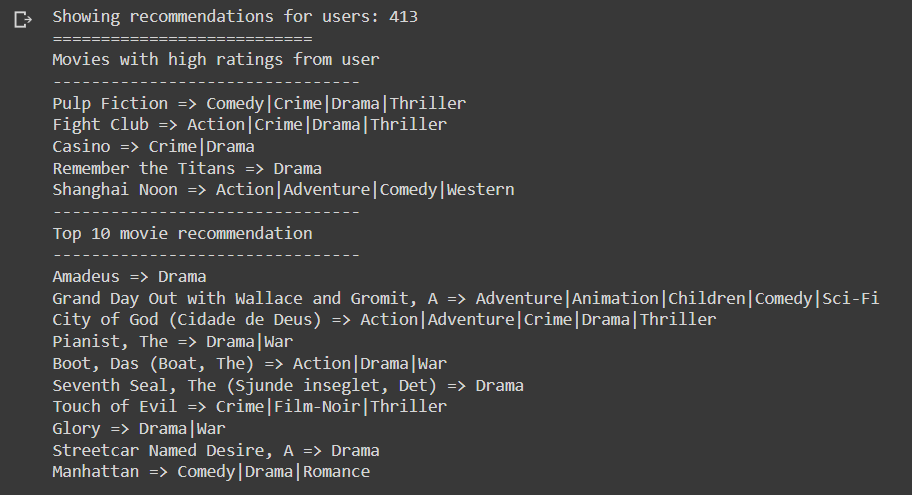 Showing recommendations for users: 413
===========================
Movies with high ratings from user
--------------------------------
Pulp Fiction => Comedy|Crime|Drama|Thriller
Fight Club => Action|Crime|Drama|Thriller
Casino => Crime|Drama
Remember the Titans => Drama
Shanghai Noon => Action|Adventure|Comedy|Western
--------------------------------
Top 10 movie recommendation
--------------------------------
Amadeus => Drama
Grand Day Out with Wallace and Gromit, A => Adventure|Animation|Children|Comedy|Sci-Fi
City of God (Cidade de Deus) => Action|Adventure|Crime|Drama|Thriller
Pianist, The => Drama|War
Boot, Das (Boat, The) => Action|Drama|War
Seventh Seal, The (Sjunde inseglet, Det) => Drama
Touch of Evil => Crime|Film-Noir|Thriller
Glory => Drama|War
Streetcar Named Desire, A => Drama
Manhattan => Comedy|Drama|Romance